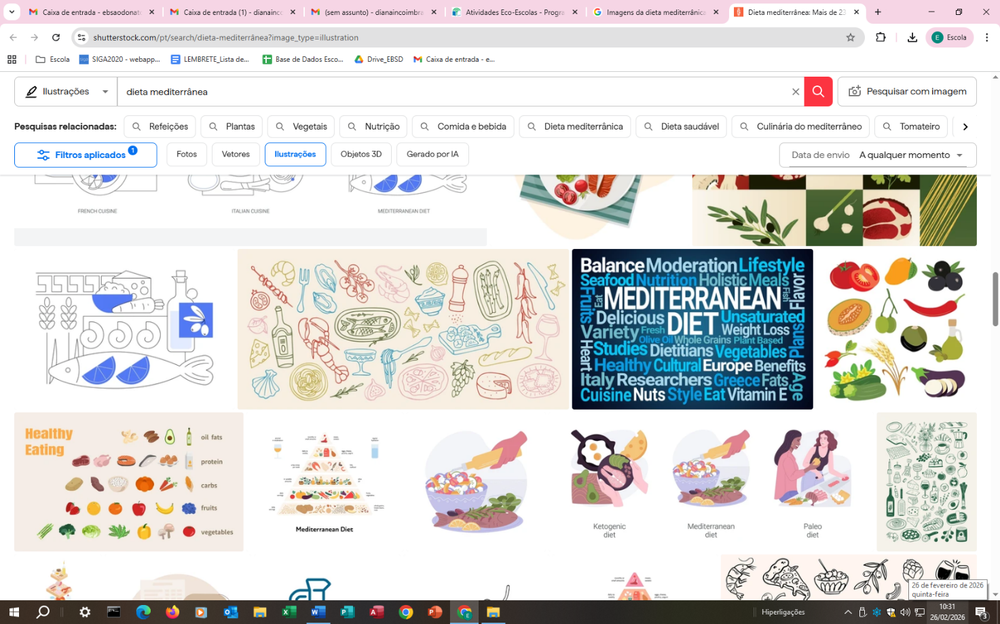 Caixa de entrada - ebsaodonato
Caixa de entrada (1) - dianainco
(sem assunto) - dianaincoimbra
Atividades Eco-Escolas - Progra
Imagens da dieta mediterrânica
Dieta mediterrânea: Mais de 23
shutterstock.com/pt/search/dieta-mediterrânea?image_type=illustration
E Escola
Escola
SIGA2020 - webapp...
LEMBRETE_Lista de...
Base de Dados Esco...
Drive_EBSD
Caixa de entrada - e...
Ilustrações
dieta mediterrânea
Pesquisar com imagem
Pesquisas relacionadas:
Refeições
Plantas
Vegetais
Nutrição
Comida e bebida
Dieta mediterrânica
Dieta saudável
Culinária do mediterrâneo
Tomateiro
Filtros aplicados 1
Fotos
Vetores
Ilustrações
Objetos 3D
Gerado por IA
Data de envio A qualquer momento
FRENCH CUISINE
ITALIAN CUISINE
MEDITERRANEAN DIET
Balance Moderation Lifestyle
Seafood Nutrition Holistic Meals
Fruits
Eat
MEDITERRANEAN
Fish
Flavor
Delicious DIET Unsaturated
Variety Fresh Weight Loss
Olive Oil Whole Grains Plant Based
Heart
Studies Dietitians Vegetables
Planset
Healthy Cultural Europe Benefits
Italy Researchers Greece Fats
Age
Cuisine Nuts Style Eat Vitamin E
Healthy
Eating
oil fats
protein
carbs
fruits
vegetables
Mediterranean Diet
Ketogenic
diet
Mediterranean
diet
Paleo
diet
26 de fevereiro de 2026
quinta-feira
Hiperligações
10:31
26/02/2026
3